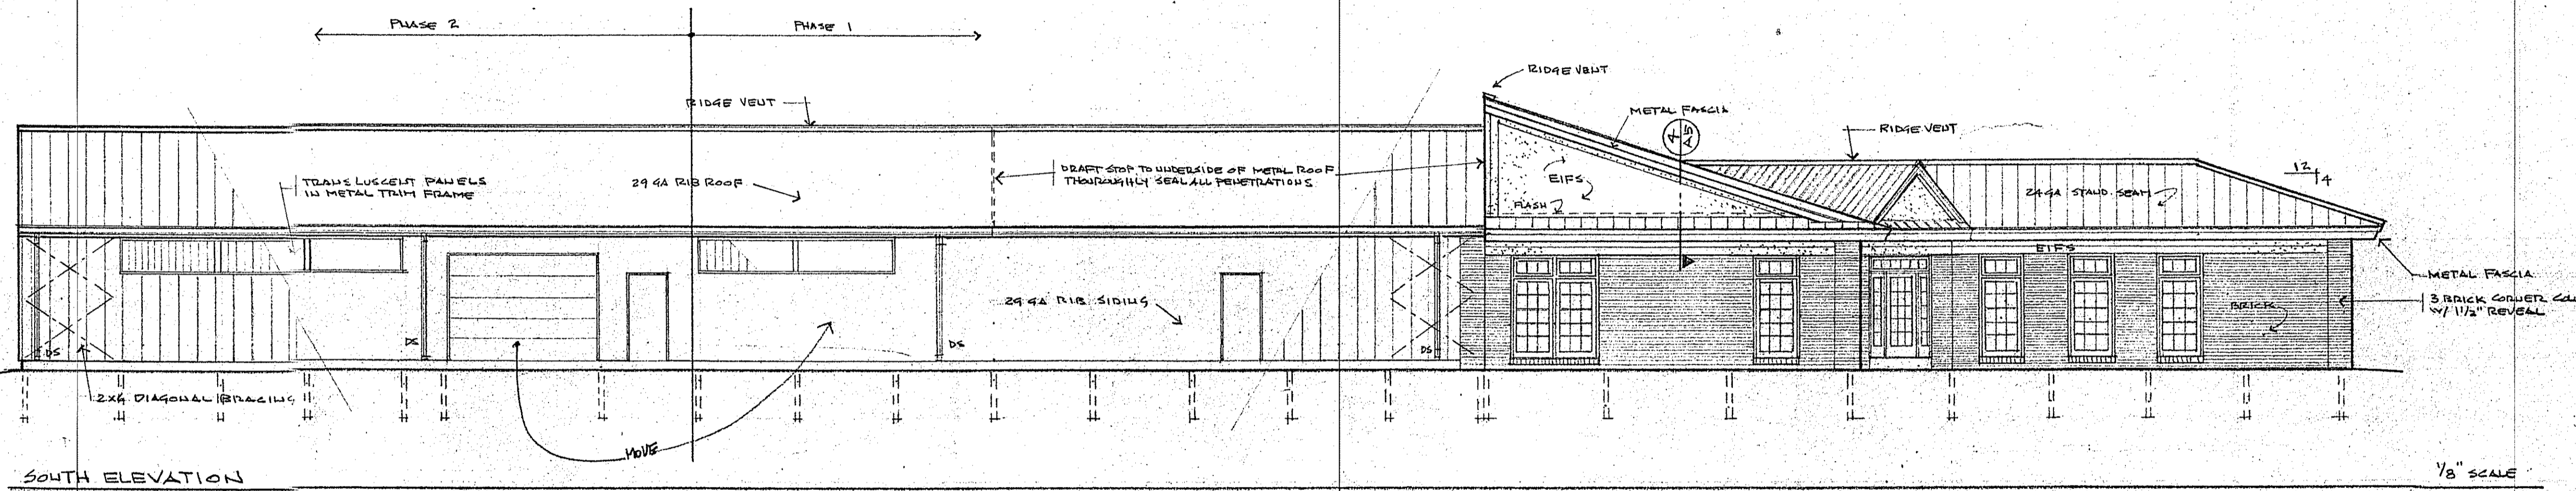 PHASE 2
PHASE 1
RIDGE VENT
RIDGE VENT
METAL FASCIA
A5
RIDGE VENT
12
4
TRANSLUSCENT PANELS
IN METAL TRIM FRAME
29 GA RIB ROOF
DRAFT STOP TO UNDERSIDE OF METAL ROOF
THOROUGHLY SEAL ALL PENETRATIONS
EIFS
FLASH
24 GA STAND. SEAM
EIFS
METAL FASCIA
3 BRICK CORNER
W/ 1 1/2" REVEAL
BRICK
29 GA RIB SIDING
DS
DS
DS
DS
2X6 DIAGONAL BRACING
MOVE
SOUTH ELEVATION
1/8" SCALE